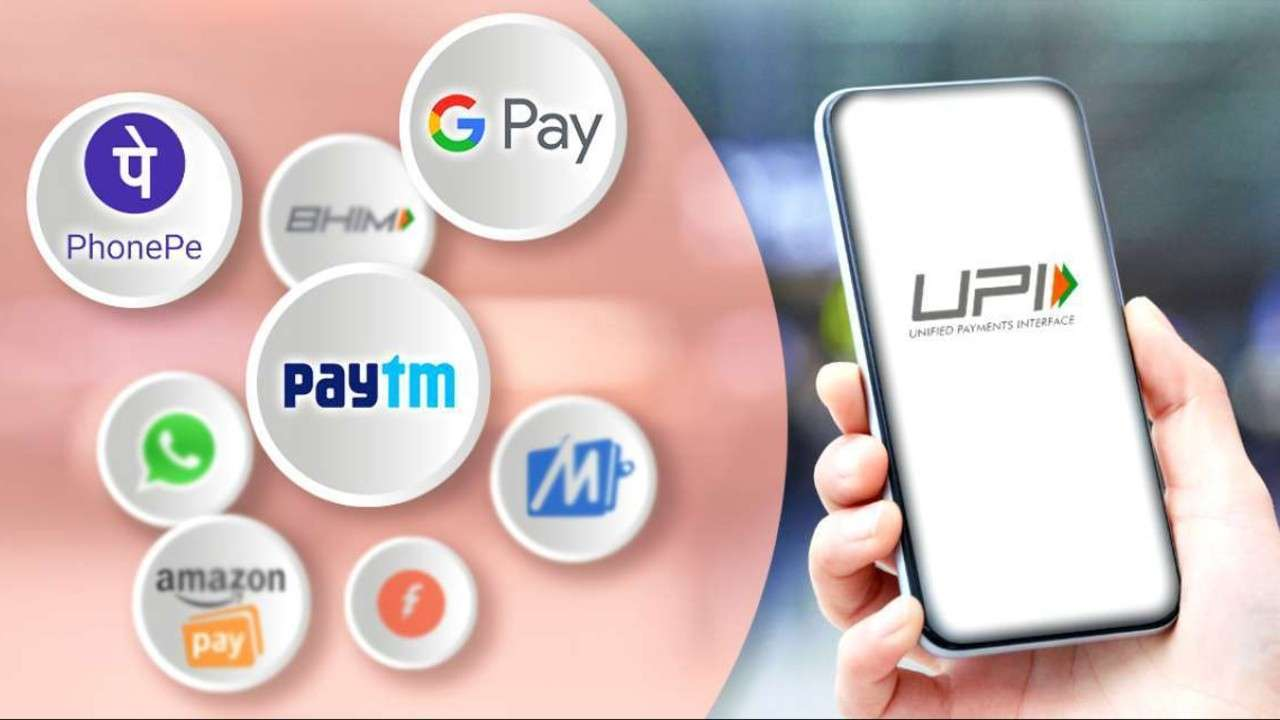 G Pay
पे
PhonePe
BHIM
UPI
UNIFIED PAYMENTS INTERFACE
paytm
M
amazon
pay
f